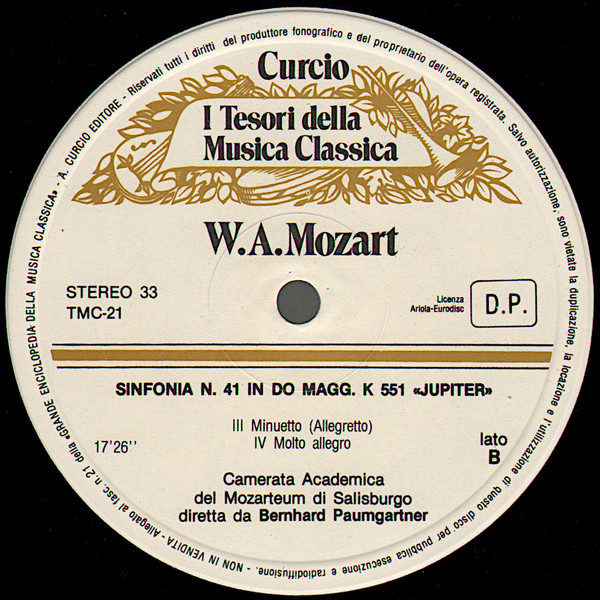 Curcio
I Tesori della
Musica Classica
W.A.Mozart
STEREO 33
TMC-21
Licenza
Ariola-Eurodisc
D.P.
SINFONIA N. 41 IN DO MAGG. K 551 «JUPITER»
III Minuetto (Allegretto)
IV Molto allegro
17'26''
lato
B
Camerata Academica
del Mozarteum di Salisburgo
diretta da Bernhard Paumgartner
NON IN VENDITA - Allegato al fasc. n. 21 della «GRANDE ENCICLOPEDIA DELLA MUSICA CLASSICA» - A. CURCIO EDITORE - Riservati tutti i diritti del produttore fonografico e del proprietario dell'opera registrata. Salvo autorizzazione, sono vietate la duplicazione, la locazione e l'utilizzazione di questo disco per pubblica esecuzione e radiodiffusione. -